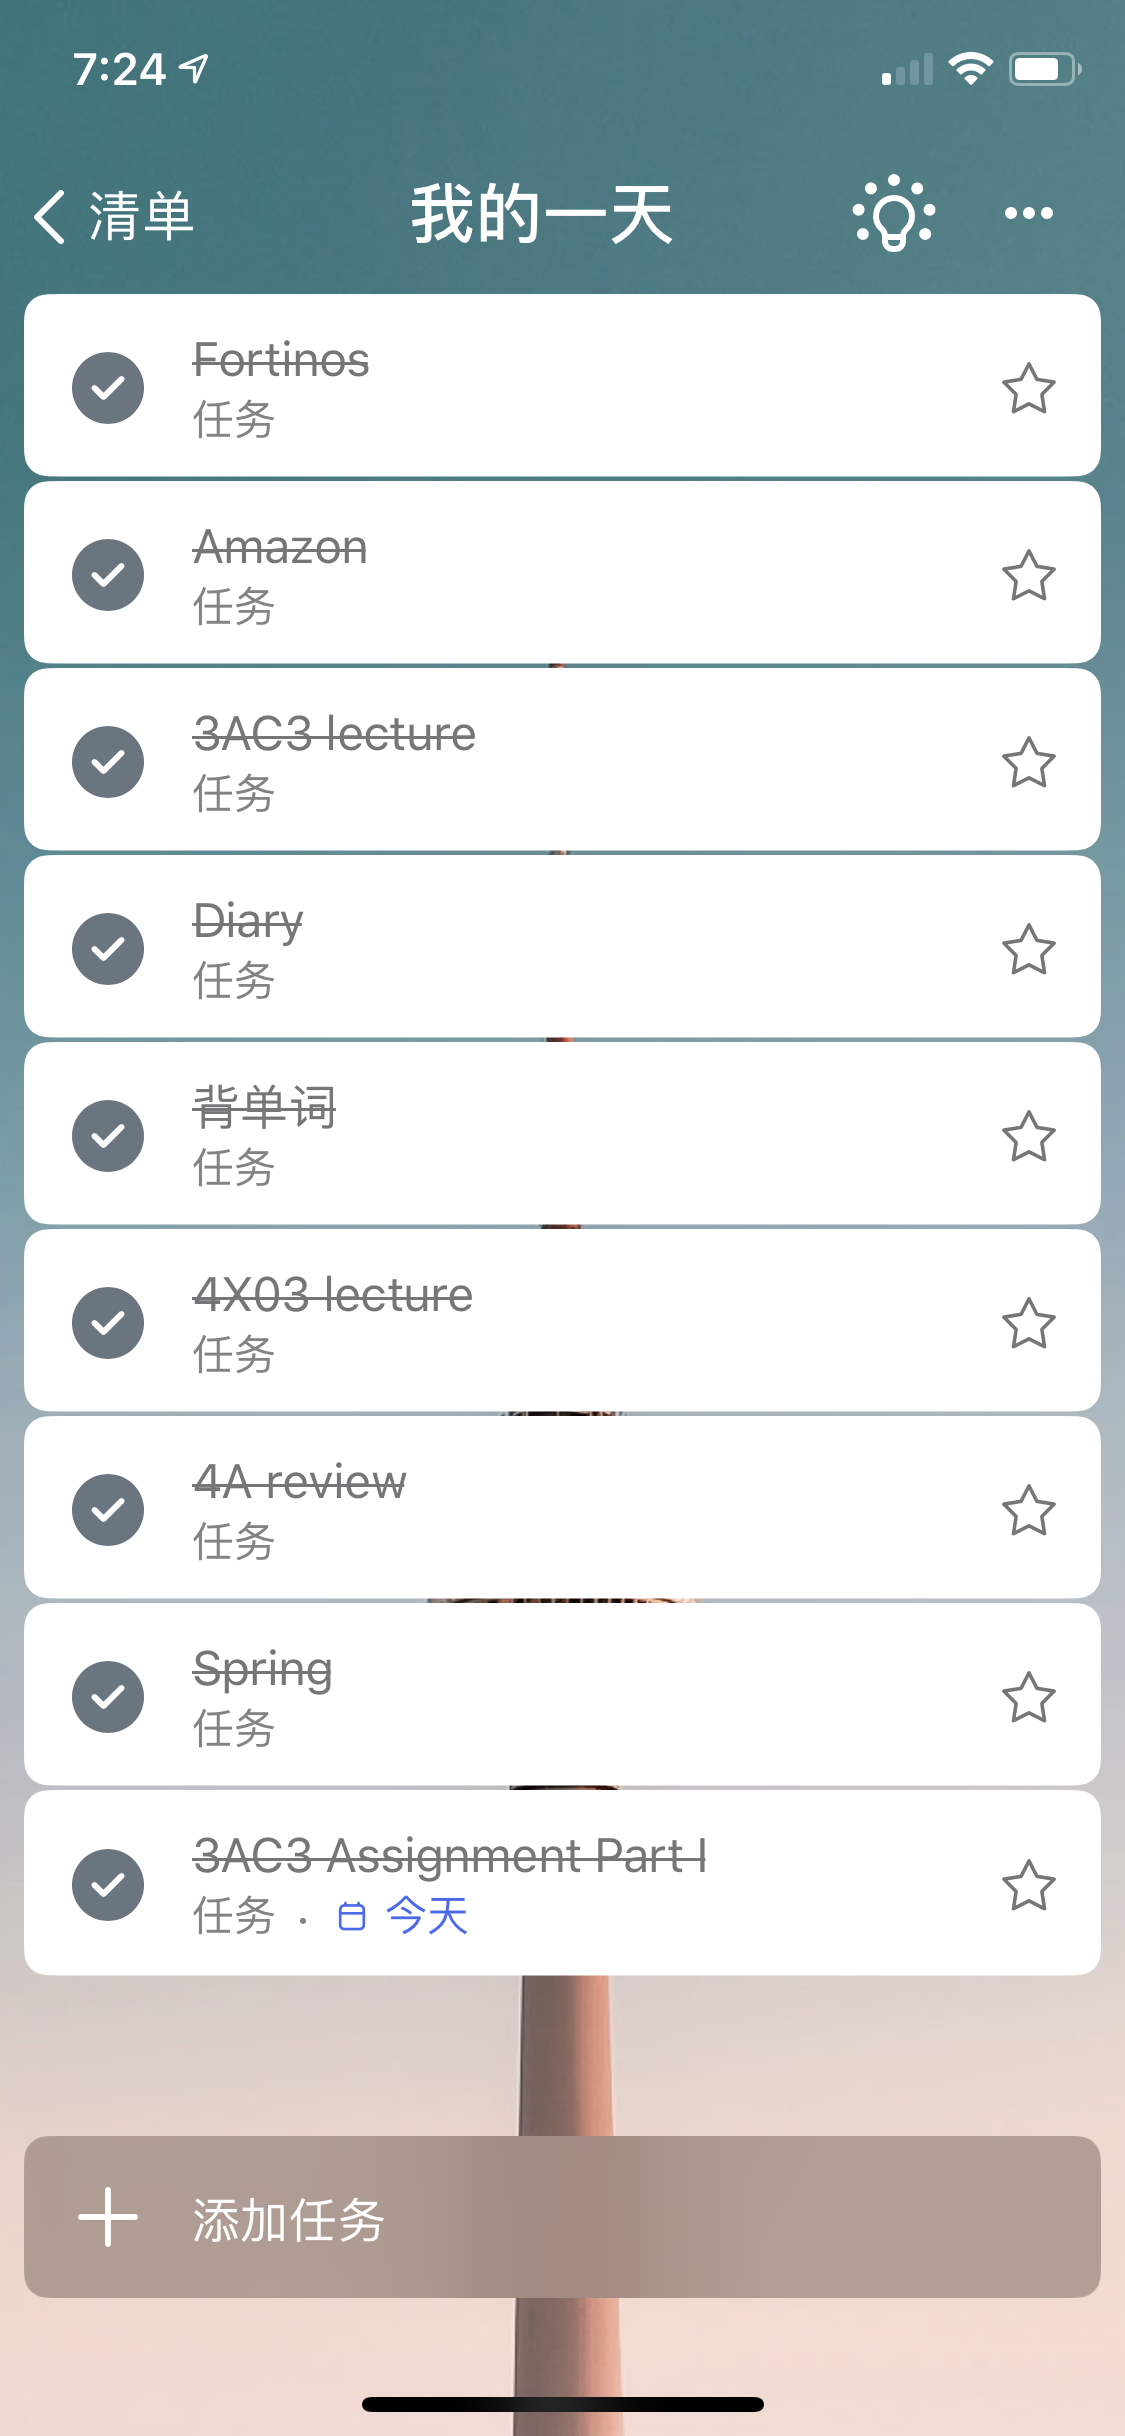 7:24
清单
我的一天
Fortinos
任务
Amazon
任务
3AC3 lecture
任务
Diary
任务
背单词
任务
4X03 lecture
任务
4A review
任务
Spring
任务
3AC3 Assignment Part I
任务 · 今天
添加任务